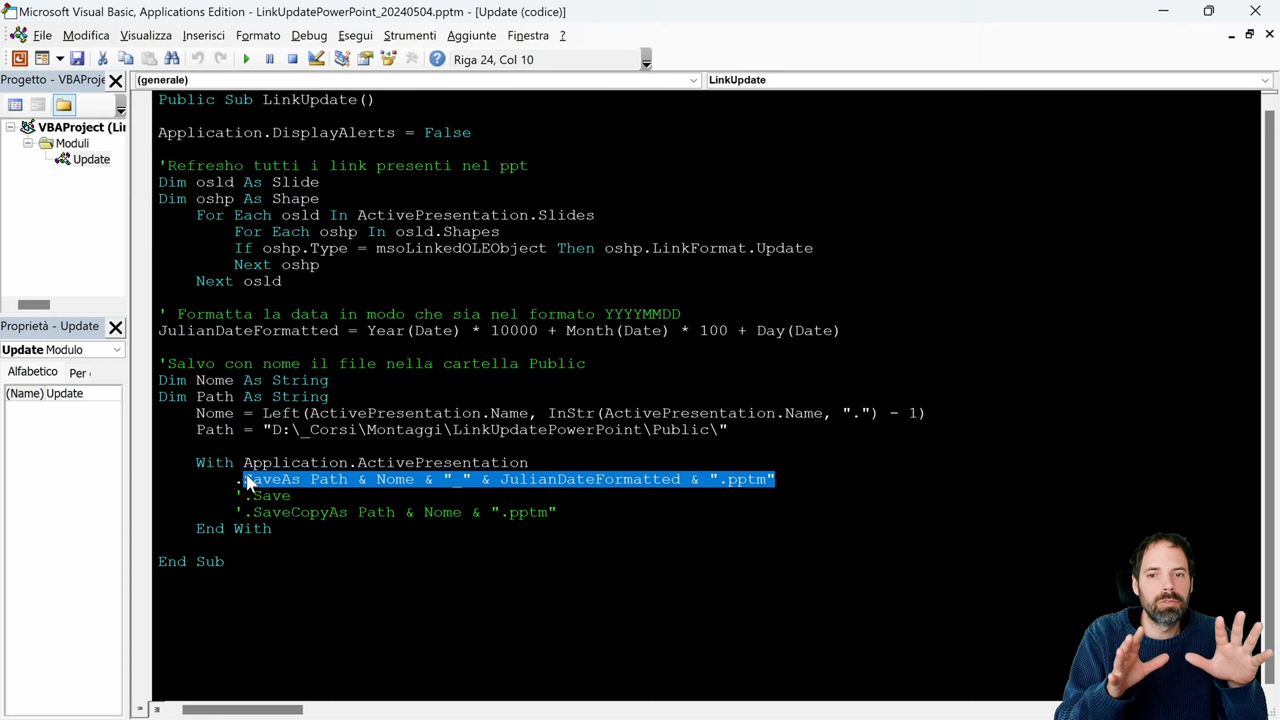 Microsoft Visual Basic, Applications Edition - LinkUpdatePowerPoint_20240504.pptm - [Update (codice)]
File Modifica Visualizza Inserisci Formato Debug Esegui Strumenti Aggiunte Finestra ?
Riga 24, Col 10
Progetto - VBAProje
(generale)
LinkUpdate
VBAProject (Lin
Moduli
Update
Proprietà - Update
Update Modulo
Alfabetico Per
(Name) Update
Public Sub LinkUpdate()
Application.DisplayAlerts = False
'Refresho tutti i link presenti nel ppt
Dim osld As Slide
Dim oshp As Shape
For Each osld In ActivePresentation.Slides
For Each oshp In osld.Shapes
If oshp.Type = msoLinkedOLEObject Then oshp.LinkFormat.Update
Next oshp
Next osld
' Formatta la data in modo che sia nel formato YYYYMMDD
JulianDateFormatted = Year(Date) * 10000 + Month(Date) * 100 + Day(Date)
'Salvo con nome il file nella cartella Public
Dim Nome As String
Dim Path As String
Nome = Left(ActivePresentation.Name, InStr(ActivePresentation.Name, ".") - 1)
Path = "D:\_Corsi\Montaggi\LinkUpdatePowerPoint\Public\"
With Application.ActivePresentation
.SaveAs Path & Nome & "_" & JulianDateFormatted & ".pptm"
'.Save
'.SaveCopyAs Path & Nome & ".pptm"
End With
End Sub